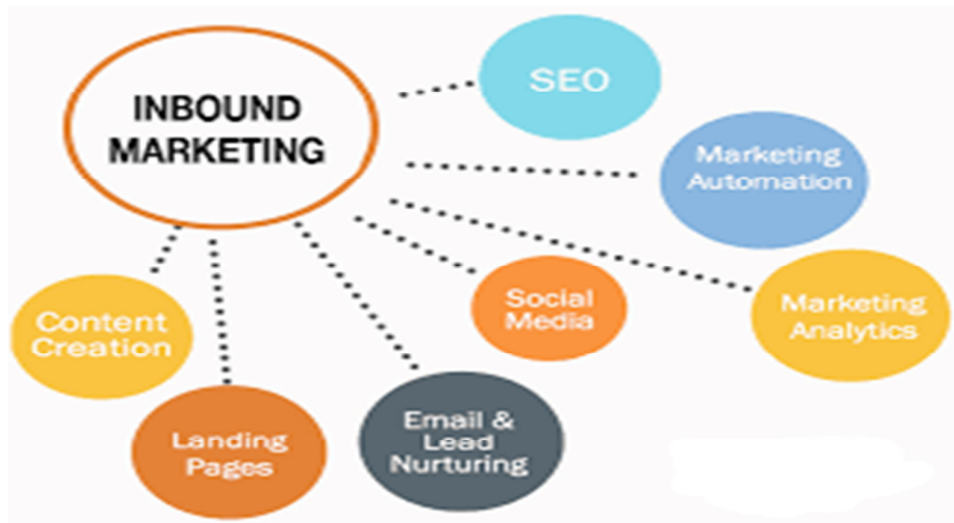 INBOUND
MARKETING
SEO
Marketing
Automation
Marketing
Analytics
Social
Media
Email &
Lead
Nurturing
Landing
Pages
Content
Creation